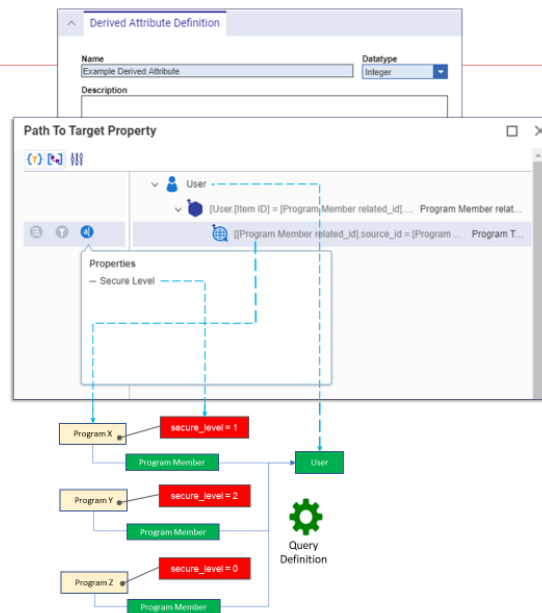 Derived Attribute Definition
Name
Datatype
Example Derived Attribute
Integer
Description
Path To Target Property
User
[User.[Item ID] = [Program Member related_id].... Program Member relat...
[[Program Member related_id].source_id = [Program ... Program T...
Properties
Secure Level
Program X
secure_level = 1
Program Member
User
Program Y
secure_level = 2
Program Member
Query
Definition
Program Z
secure_level = 0
Program Member